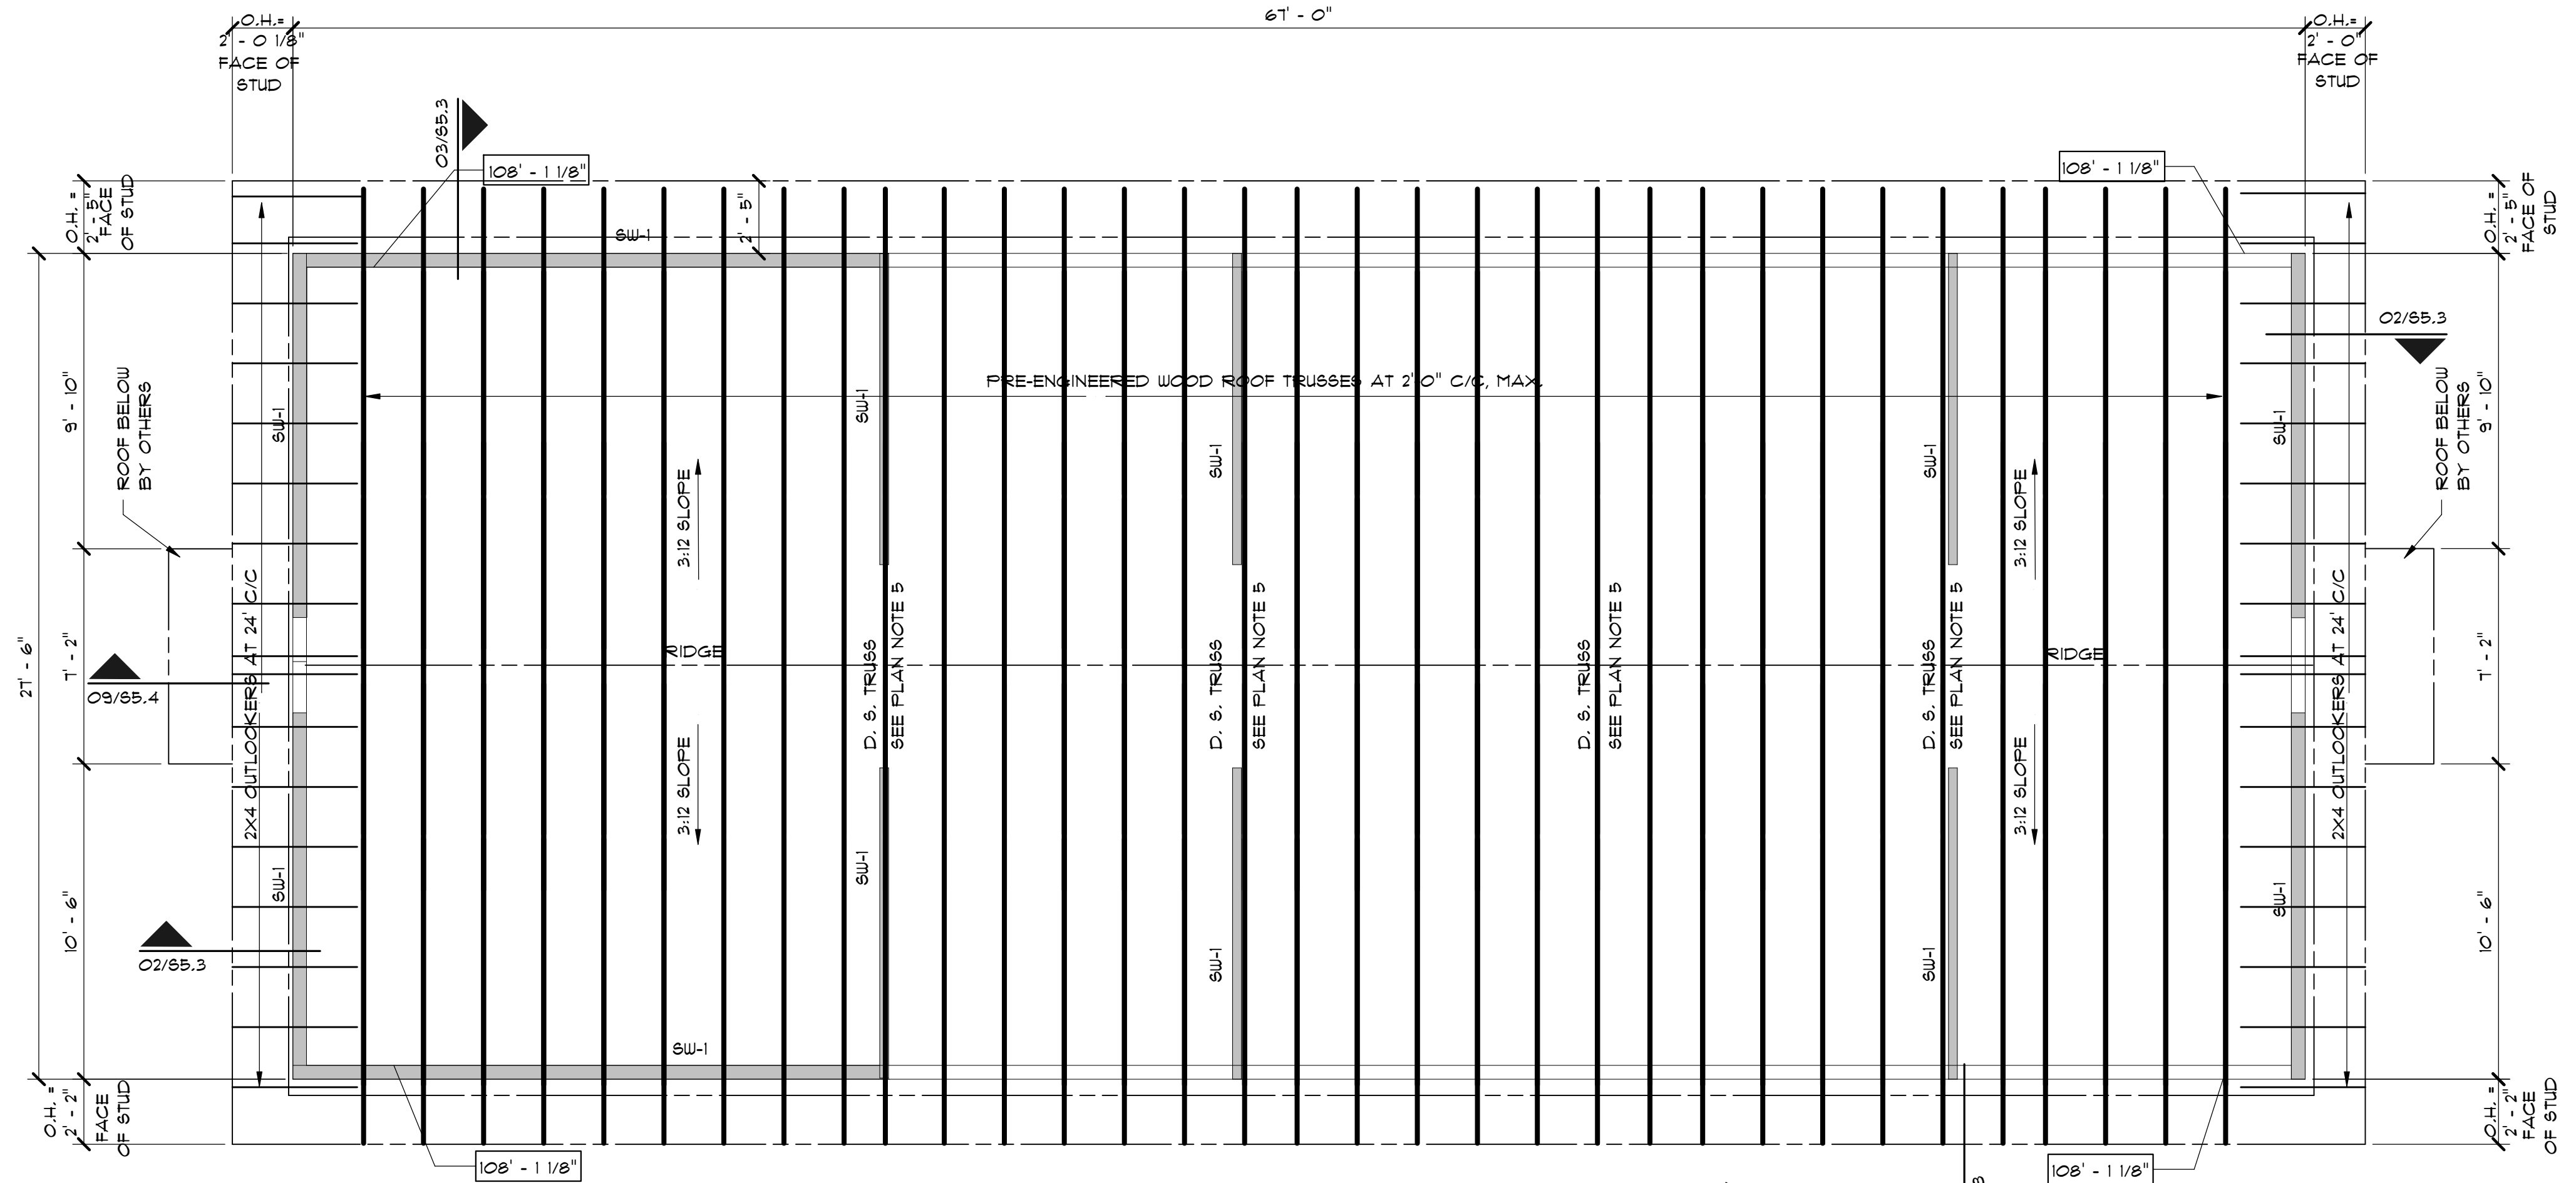 O.H.=
2' - 0 1/8"
FACE OF
STUD
67' - 0"
O.H.=
2' - 0"
FACE OF
STUD
03/S5.3
108' - 1 1/8"
108' - 1 1/8"
O.H. =
2' - 5"
FACE
OF STUD
SW-1
2' - 5"
O.H. =
2' - 5"
FACE OF
STUD
02/S5.3
9' - 10"
ROOF BELOW
BY OTHERS
SW-1
SW-1
PRE-ENGINEERED WOOD ROOF TRUSSES AT 2'-0" C/C, MAX.
SW-1
SW-1
SW-1
ROOF BELOW
BY OTHERS
9' - 10"
3:12 SLOPE
3:12 SLOPE
27' - 6"
7' - 2"
09/S5.4
2X4 OUTLOOKERS AT 24' C/C
RIDGE
D. S. TRUSS
SEE PLAN NOTE 5
D. S. TRUSS
SEE PLAN NOTE 5
D. S. TRUSS
SEE PLAN NOTE 5
D. S. TRUSS
SEE PLAN NOTE 5
RIDGE
2X4 OUTLOOKERS AT 24' C/C
7' - 2"
3:12 SLOPE
3:12 SLOPE
10' - 6"
02/S5.3
SW-1
SW-1
SW-1
SW-1
SW-1
10' - 6"
SW-1
O.H. =
2' - 2"
FACE
OF STUD
108' - 1 1/8"
108' - 1 1/8"
O.H. =
2' - 2"
FACE
OF STUD